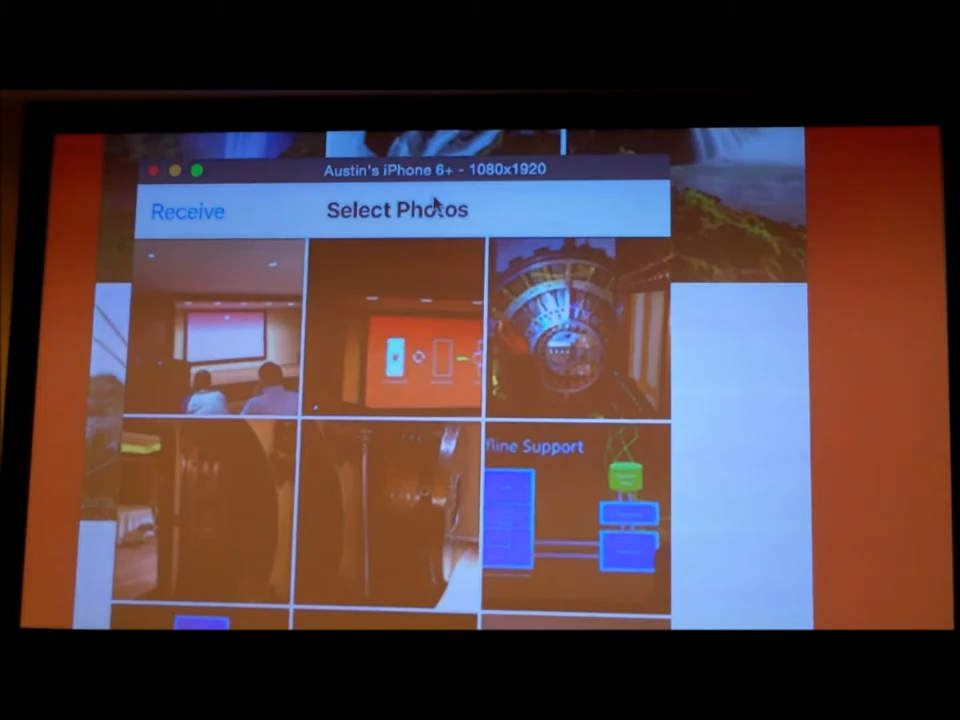 Austin's iPhone 6+ - 1080x1920
Receive
Select Photos
fline Support